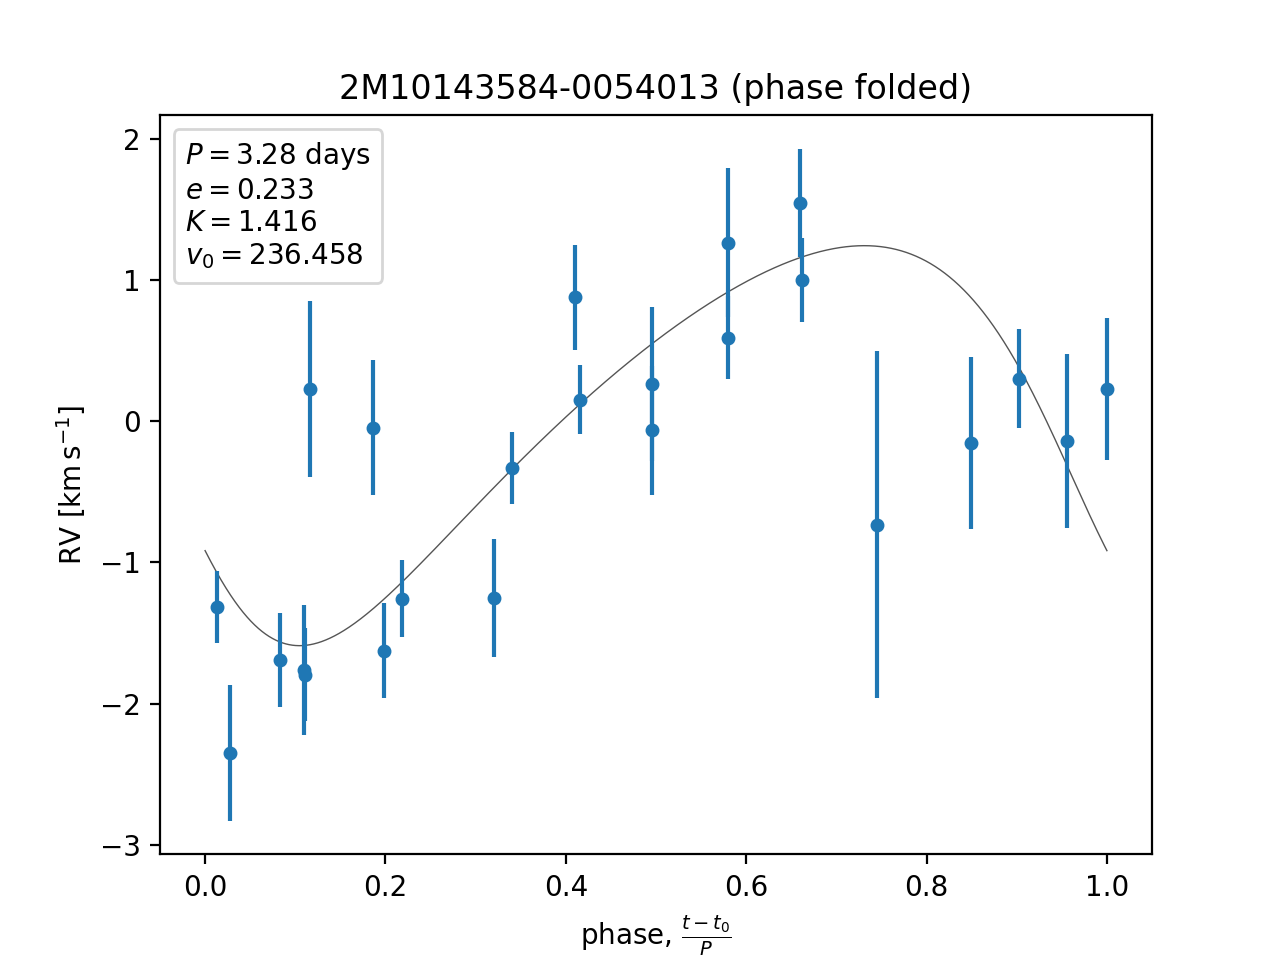 2M10143584-0054013 (phase folded)
P = 3.28 days
e = 0.233
K = 1.416
v₀ = 236.458
2
1
0
−1
−2
−3
RV [km s⁻¹]
0.0 0.2 0.4 0.6 0.8 1.0
phase, (t − t₀)/P